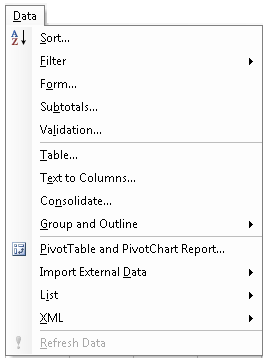 Data
Sort...
Filter
Form...
Subtotals...
Validation...
Table...
Text to Columns...
Consolidate...
Group and Outline
PivotTable and PivotChart Report...
Import External Data
List
XML
Refresh Data